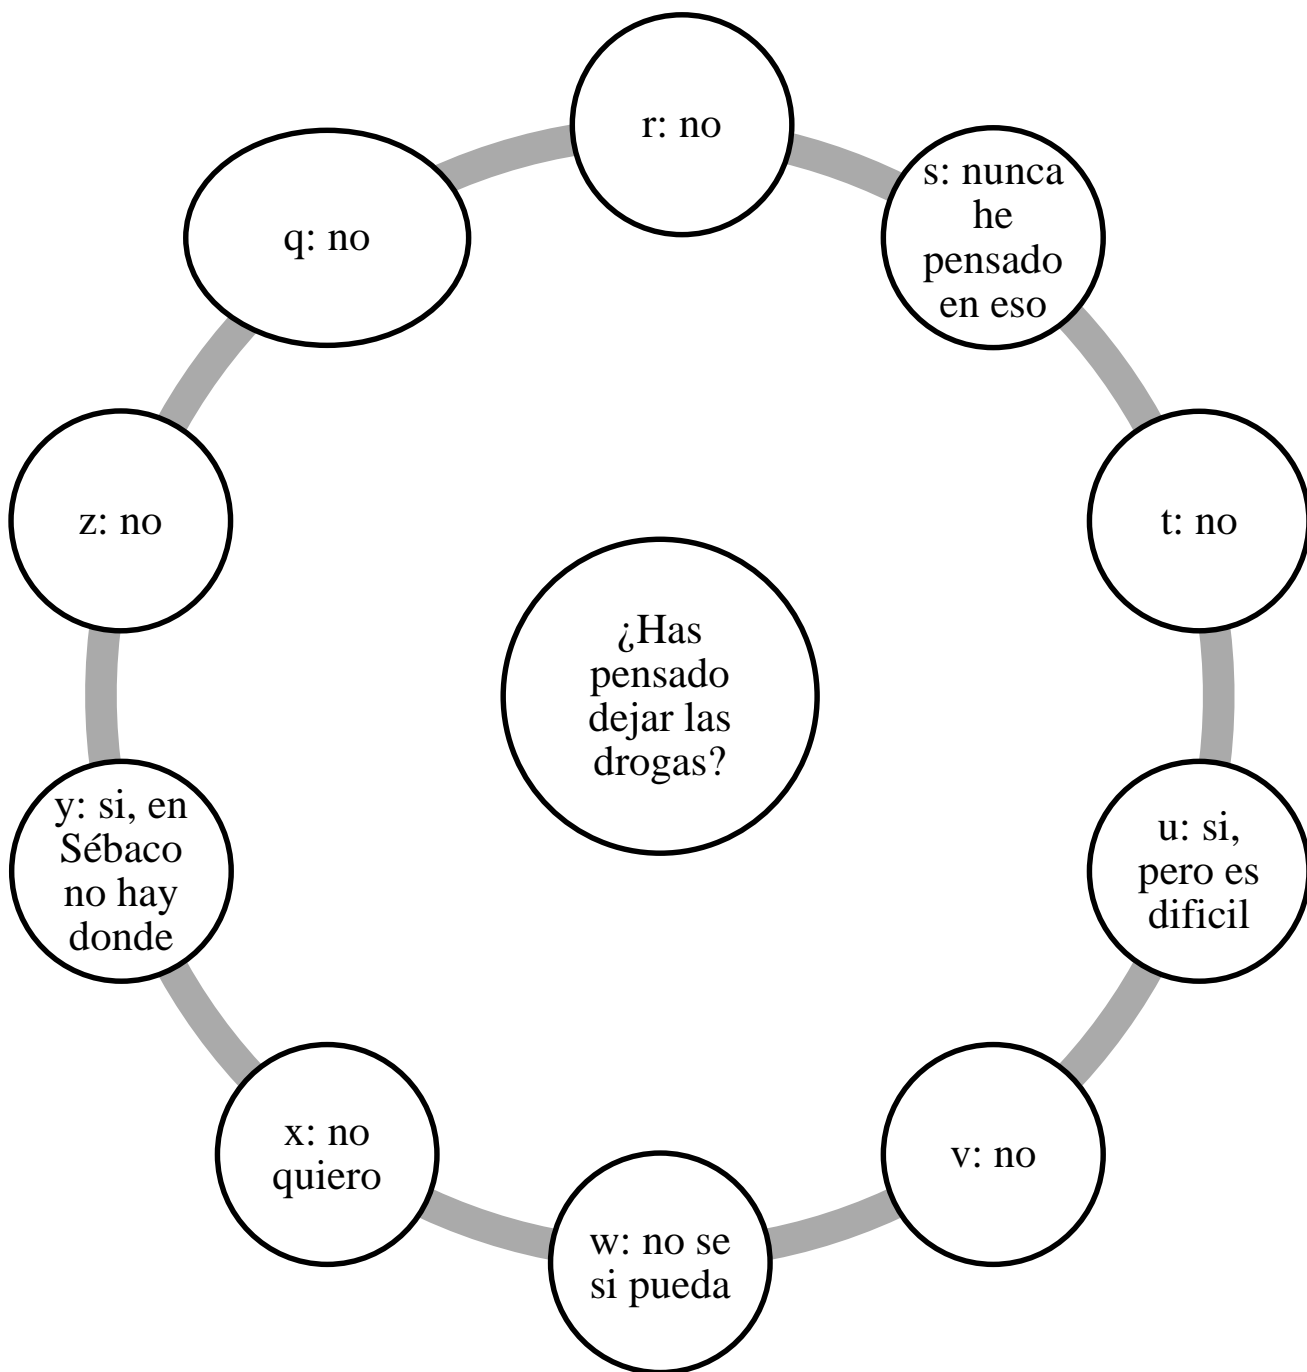 r: no
s: nunca
he
pensado
en eso
t: no
u: si,
pero es
dificil
v: no
w: no se
si pueda
x: no
quiero
y: si, en
Sébaco
no hay
donde
z: no
q: no
¿Has
pensado
dejar las
drogas?